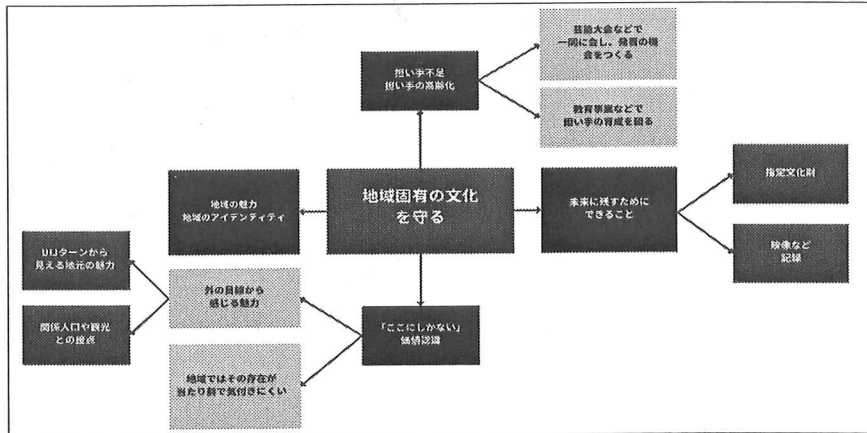 芸能大会などで
一同に会し、発表の機
会をつくる
担い手不足
担い手の高齢化
教育事業などで
担い手の育成を図る
地域の魅力
地域のアイデンティティ
地域固有の文化
を守る
未来に残すために
できること
指定文化財
映像など
記録
UIJターンから
見える地元の魅力
外の目線から
感じる魅力
関係人口や観光
との接点
「ここにしかない」
価値認識
地域ではその存在が
当たり前で気付きにくい